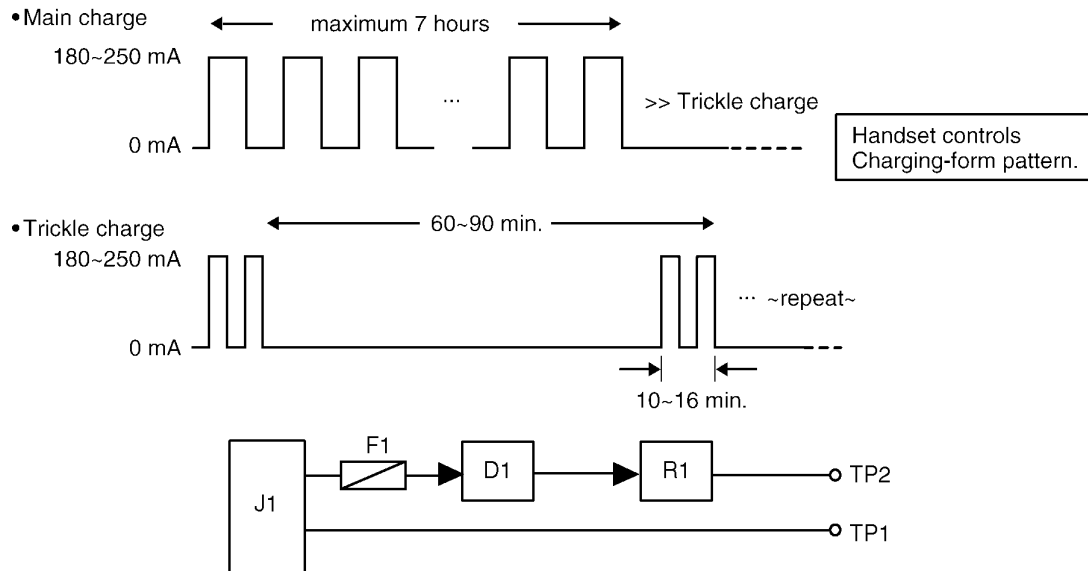 •Main charge
maximum 7 hours
180~250 mA
...
>> Trickle charge
0 mA
Handset controls
Charging-form pattern.
•Trickle charge
60~90 min.
180~250 mA
... ~repeat~
0 mA
10~16 min.
F1
D1
R1
TP2
J1
TP1